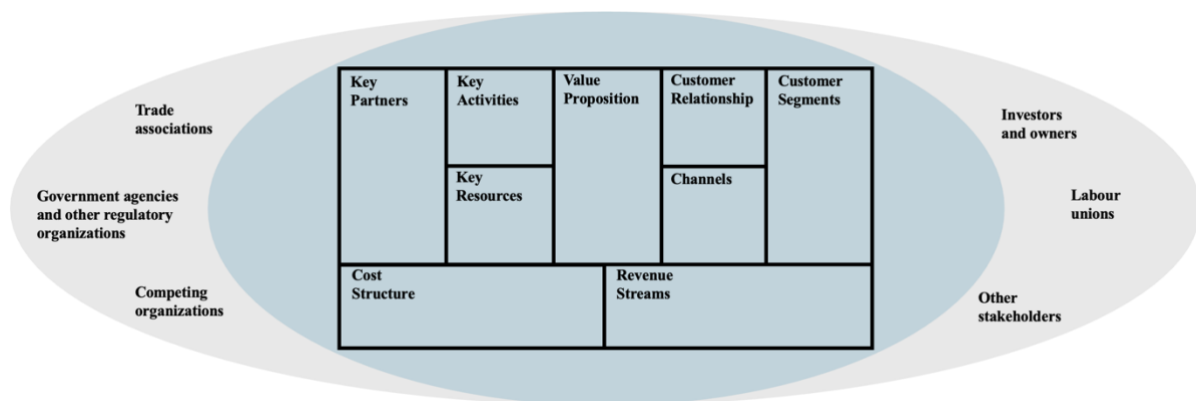 Trade
associations
Government agencies
and other regulatory
organizations
Competing
organizations
Key
Partners
Key
Activities
Key
Resources
Value
Proposition
Customer
Relationship
Channels
Customer
Segments
Cost
Structure
Revenue
Streams
Investors
and owners
Labour
unions
Other
stakeholders